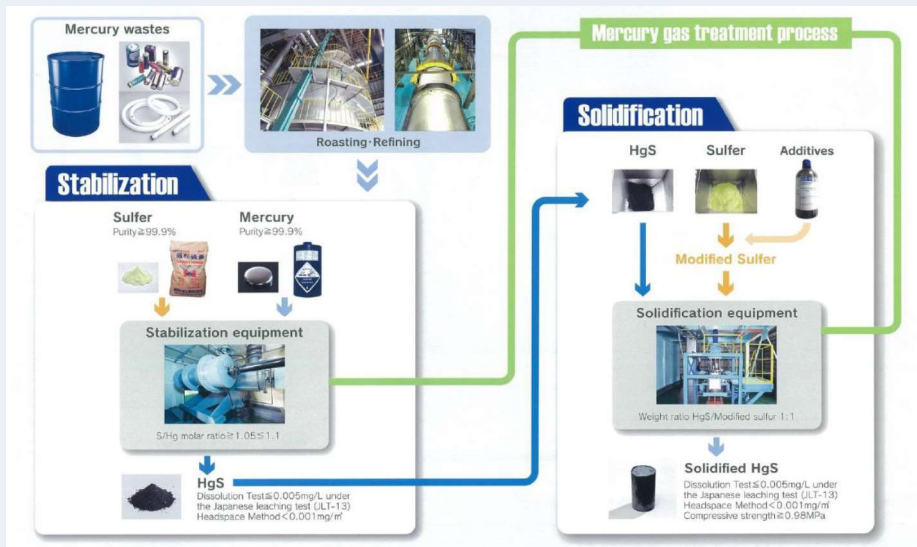 Mercury wastes
Roasting·Refining
Mercury gas treatment process
Stabilization
Sulfer
Purity≧99.9%
Mercury
Purity≧99.9%
Stabilization equipment
S/Hg molar ratio≧1.05≦1.1
HgS
Dissolution Test≦0.005mg/L under
the Japanese leaching test (JLT-13)
Headspace Method<0.001mg/㎥
Solidification
HgS
Sulfer
Additives
Modified Sulfer
Solidification equipment
Weight ratio HgS/Modified sulfur 1:1
Solidified HgS
Dissolution Test≦0.005mg/L under
the Japanese leaching test (JLT-13)
Headspace Method<0.001mg/㎥
Compressive strength≧0.98MPa